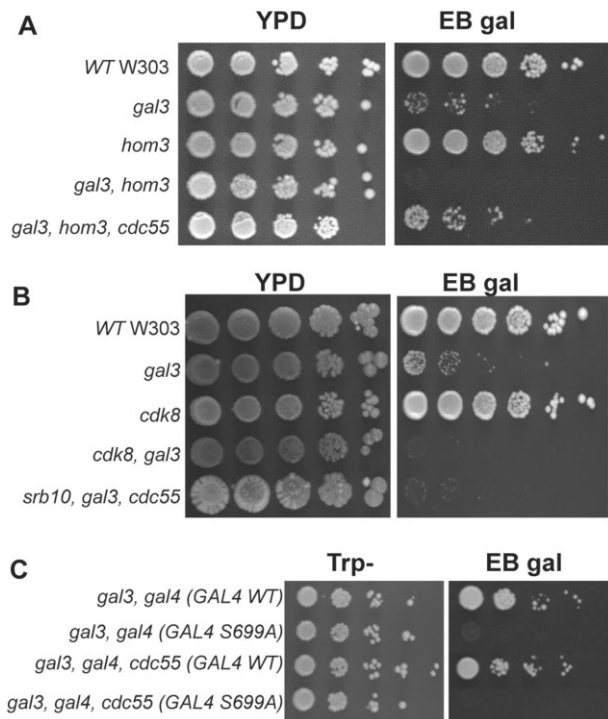 A
YPD
EB gal
WT W303
gal3
hom3
gal3, hom3
gal3, hom3, cdc55
B
YPD
EB gal
WT W303
gal3
cdk8
cdk8, gal3
srb10, gal3, cdc55
C
Trp-
EB gal
gal3, gal4 (GAL4 WT)
gal3, gal4 (GAL4 S699A)
gal3, gal4, cdc55 (GAL4 WT)
gal3, gal4, cdc55 (GAL4 S699A)